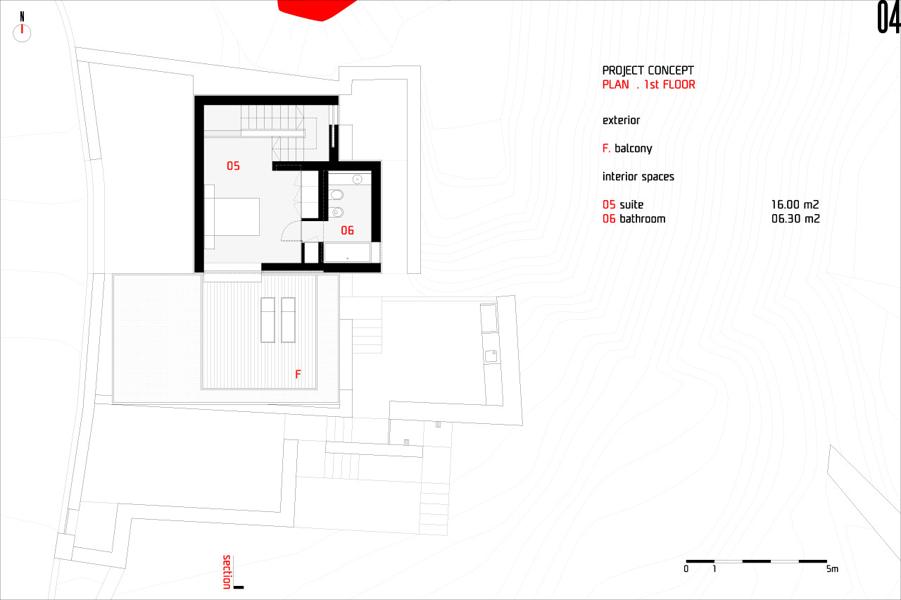 N
04
PROJECT CONCEPT
PLAN . 1st FLOOR
exterior
F. balcony
interior spaces
05 suite 16.00 m2
06 bathroom 06.30 m2
05
06
F
section
0 1 5m